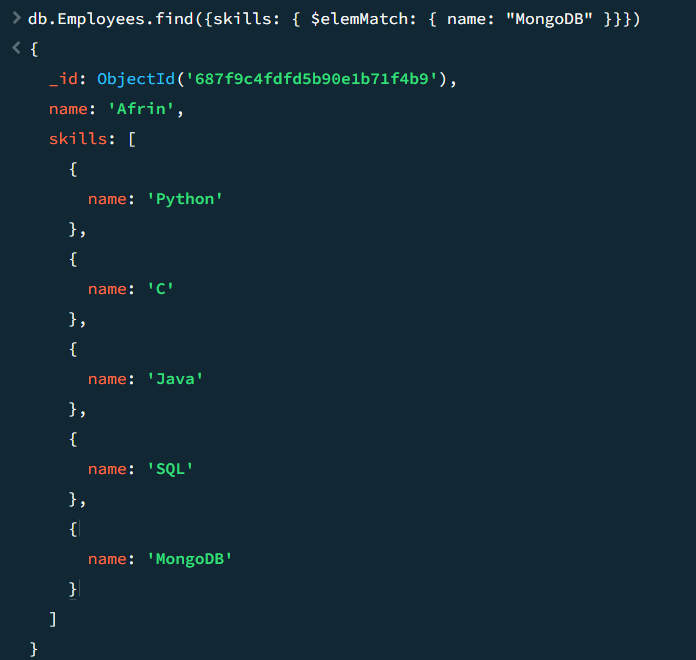 > db.Employees.find({skills: { $elemMatch: { name: "MongoDB" }}})
< {
_id: ObjectId('687f9c4fdfd5b90e1b71f4b9'),
name: 'Afrin',
skills: [
{
name: 'Python'
},
{
name: 'C'
},
{
name: 'Java'
},
{
name: 'SQL'
},
{
name: 'MongoDB'
}
]
}